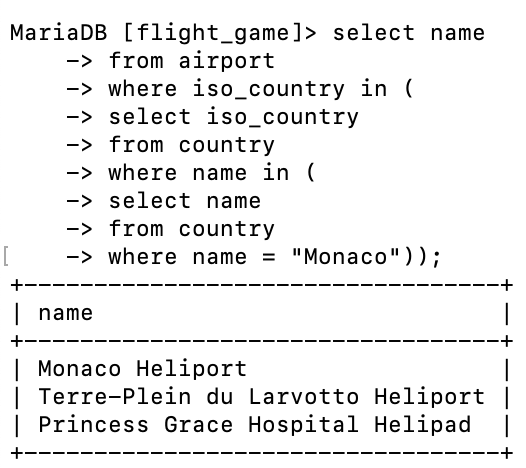 MariaDB [flight_game]> select name
    -> from airport
    -> where iso_country in (
    -> select iso_country
    -> from country
    -> where name in (
    -> select name
    -> from country
[    -> where name = "Monaco"));
+----------------------------------+
| name                             |
+----------------------------------+
| Monaco Heliport                  |
| Terre-Plein du Larvotto Heliport |
| Princess Grace Hospital Helipad  |
+----------------------------------+